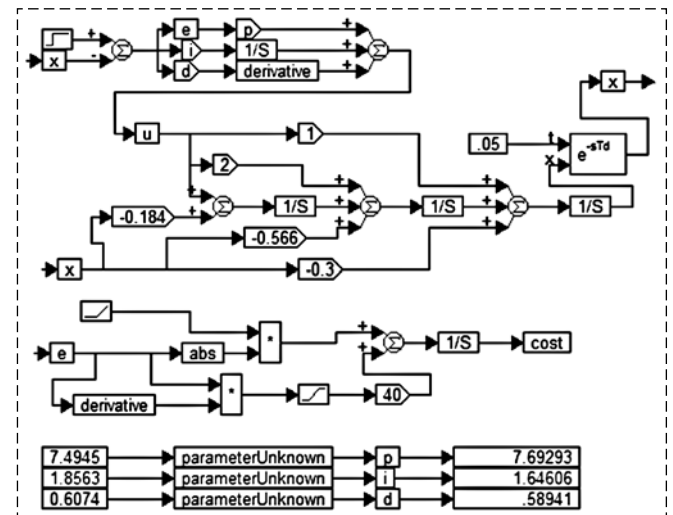 e p
+ + Σ i 1/S + Σ
x - d derivative +
x
u 1 .05 t e^-sTd
x
2
+ Σ 1/S + Σ 1/S + Σ 1/S
-0.184 +
-0.566 +
x -0.3 +
* + Σ 1/S cost
e abs +
* 40
derivative
7.4945 parameterUnknown p 7.69293
1.8563 parameterUnknown i 1.64606
0.6074 parameterUnknown d .58941